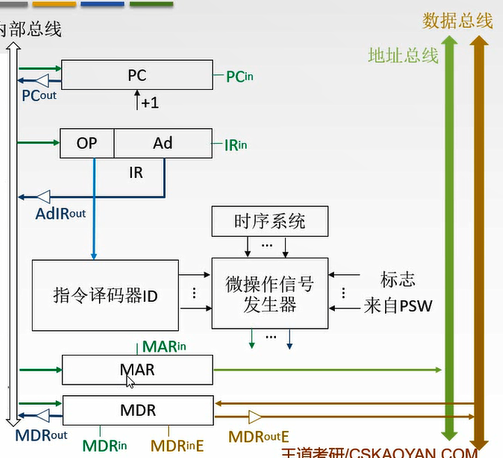 内部总线
数据总线
地址总线
PC
PCin
PCout
+1
OP
Ad
IRin
IR
AdIRout
时序系统
...
指令译码器ID
...
微操作信号
发生器
...
标志
来自PSW
...
MARin
MAR
MDR
MDRout
MDRin
MDRinE
MDRoutE
王道考研/CSKAOYAN.COM